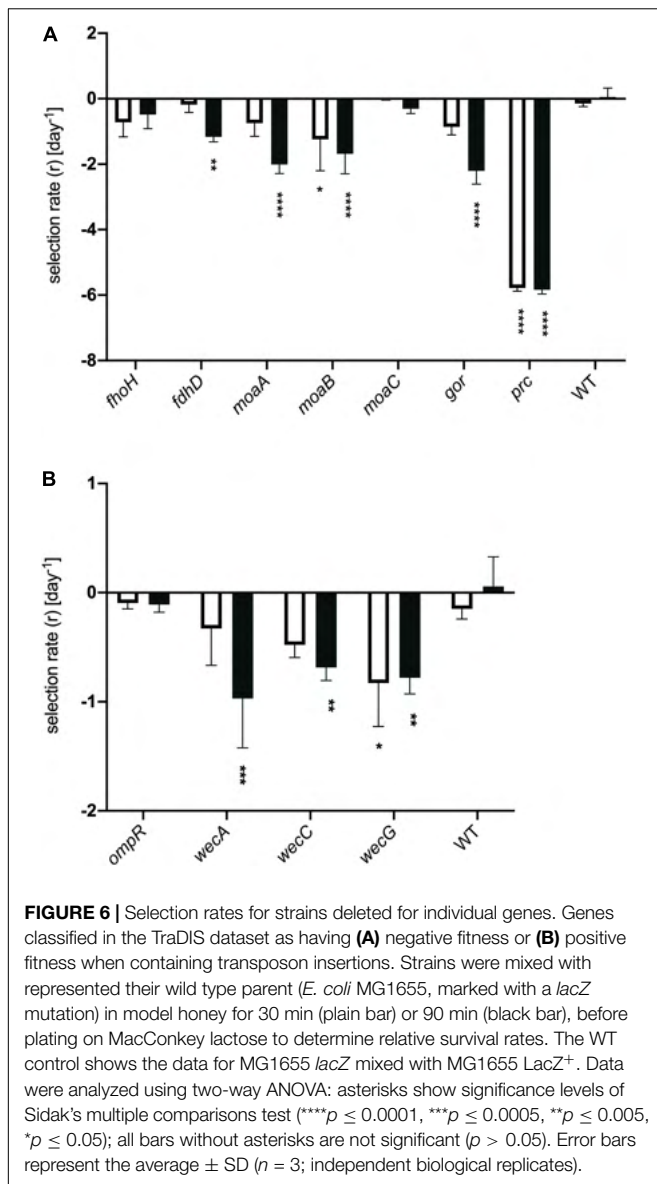 A
2
0
-2
-4
-6
-8
selection rate (r) [day-1]
**
****
*
****
****
****
****
fhoH
fdhD
moaA
moaB
moaC
gor
prc
WT
B
1
0
-1
-2
selection rate (r) [day-1]
***
**
*
**
ompR
wecA
wecC
wecG
WT
FIGURE 6 | Selection rates for strains deleted for individual genes. Genes
classified in the TraDIS dataset as having (A) negative fitness or (B) positive
fitness when containing transposon insertions. Strains were mixed with
represented their wild type parent (E. coli MG1655, marked with a lacZ
mutation) in model honey for 30 min (plain bar) or 90 min (black bar), before
plating on MacConkey lactose to determine relative survival rates. The WT
control shows the data for MG1655 lacZ mixed with MG1655 LacZ+. Data
were analyzed using two-way ANOVA: asterisks show significance levels of
Sidak's multiple comparisons test (****p ≤ 0.0001, ***p ≤ 0.0005, **p ≤ 0.005,
*p ≤ 0.05); all bars without asterisks are not significant (p > 0.05). Error bars
represent the average ± SD (n = 3; independent biological replicates).